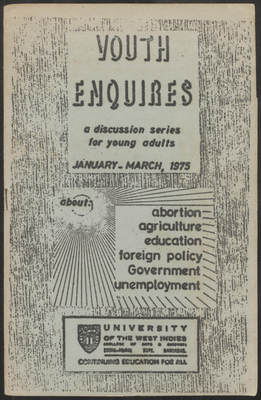 YOUTH
ENQUIRES
a discussion series
for young adults
JANUARY-MARCH, 1975
about:
abortion
agriculture
education
foreign policy
Government
unemployment
UNIVERSITY
OF THE WEST INDIES
CONTINUING EDUCATION FOR ALL